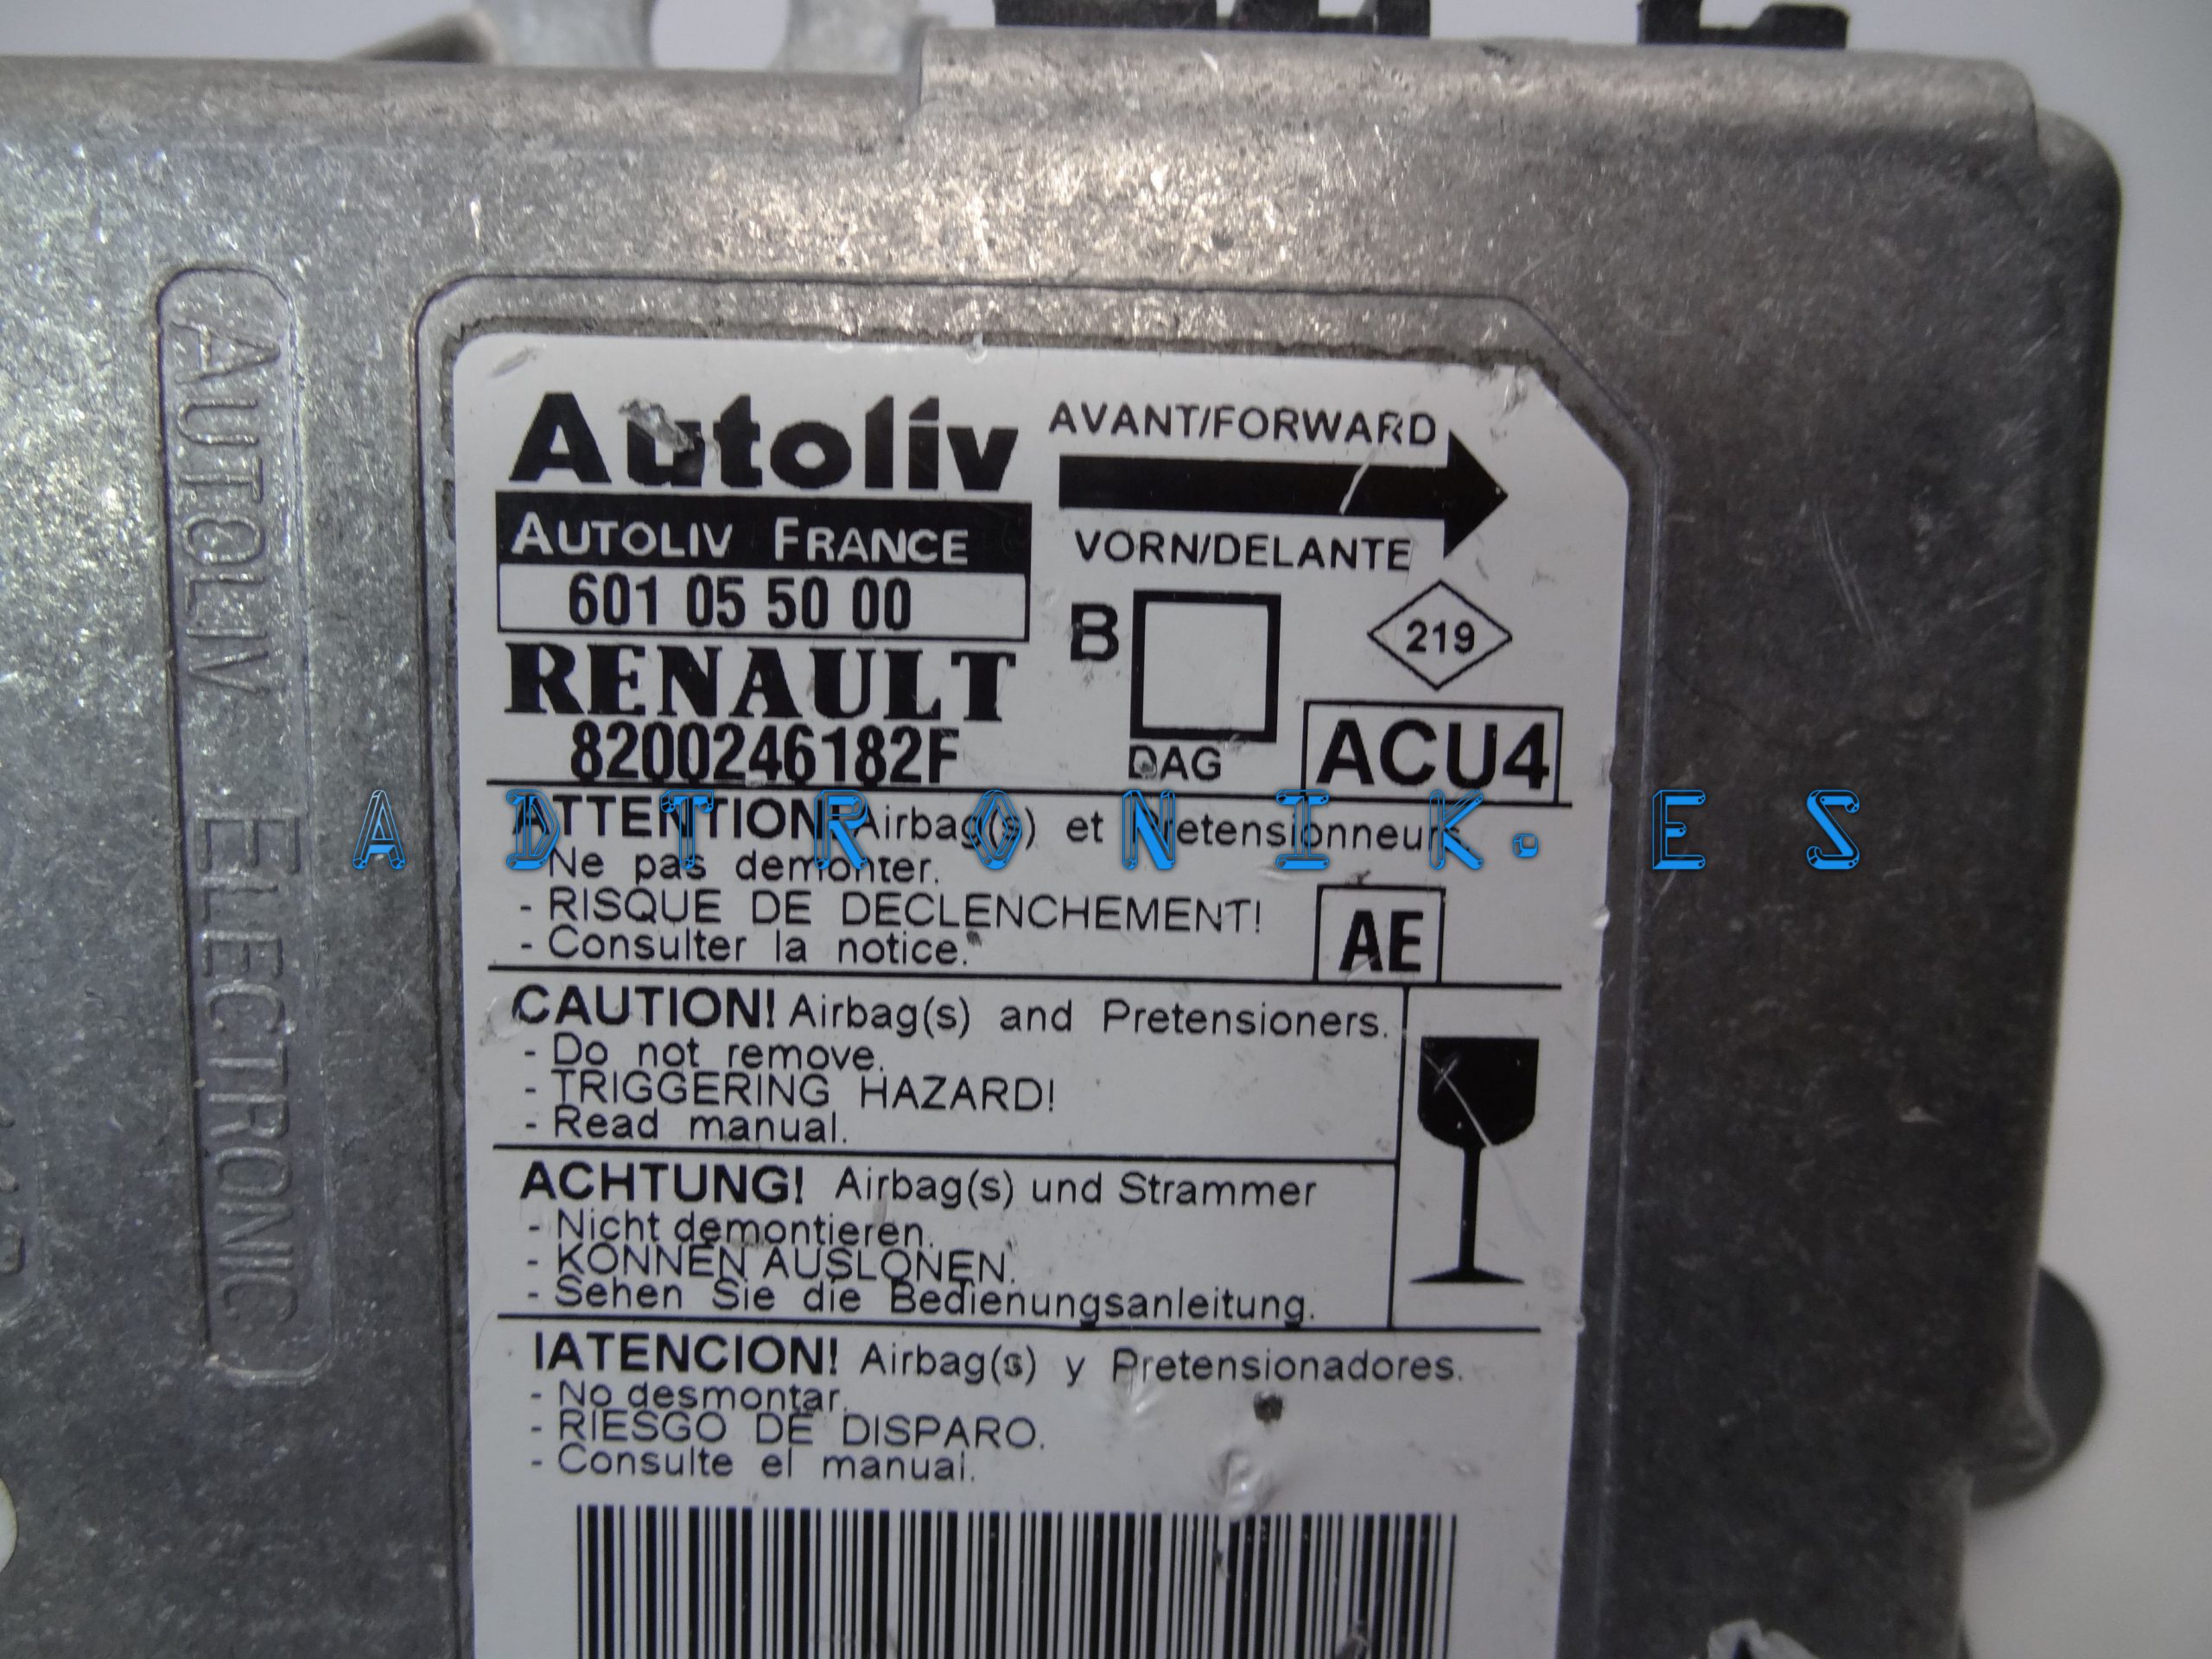 AUTOLIV ELECTRONIC
Autoliv
AUTOLIV FRANCE
601 05 50 00
RENAULT
8200246182F
AVANT/FORWARD
VORN/DELANTE
B
DAG
219
ACU4
ADTRONIK.ES
ATTENTION! Airbag(s) et Pretensionneurs
Ne pas demonter.
- RISQUE DE DECLENCHEMENT!
- Consulter la notice.
AE
CAUTION! Airbag(s) and Pretensioners.
- Do not remove.
- TRIGGERING HAZARD!
- Read manual.
ACHTUNG! Airbag(s) und Strammer
- Nicht demontieren.
- KONNEN AUSLONEN.
- Sehen Sie die Bedienungsanleitung.
IATENCION! Airbag(s) y Pretensionadores.
- No desmontar.
- RIESGO DE DISPARO.
- Consulte el manual.